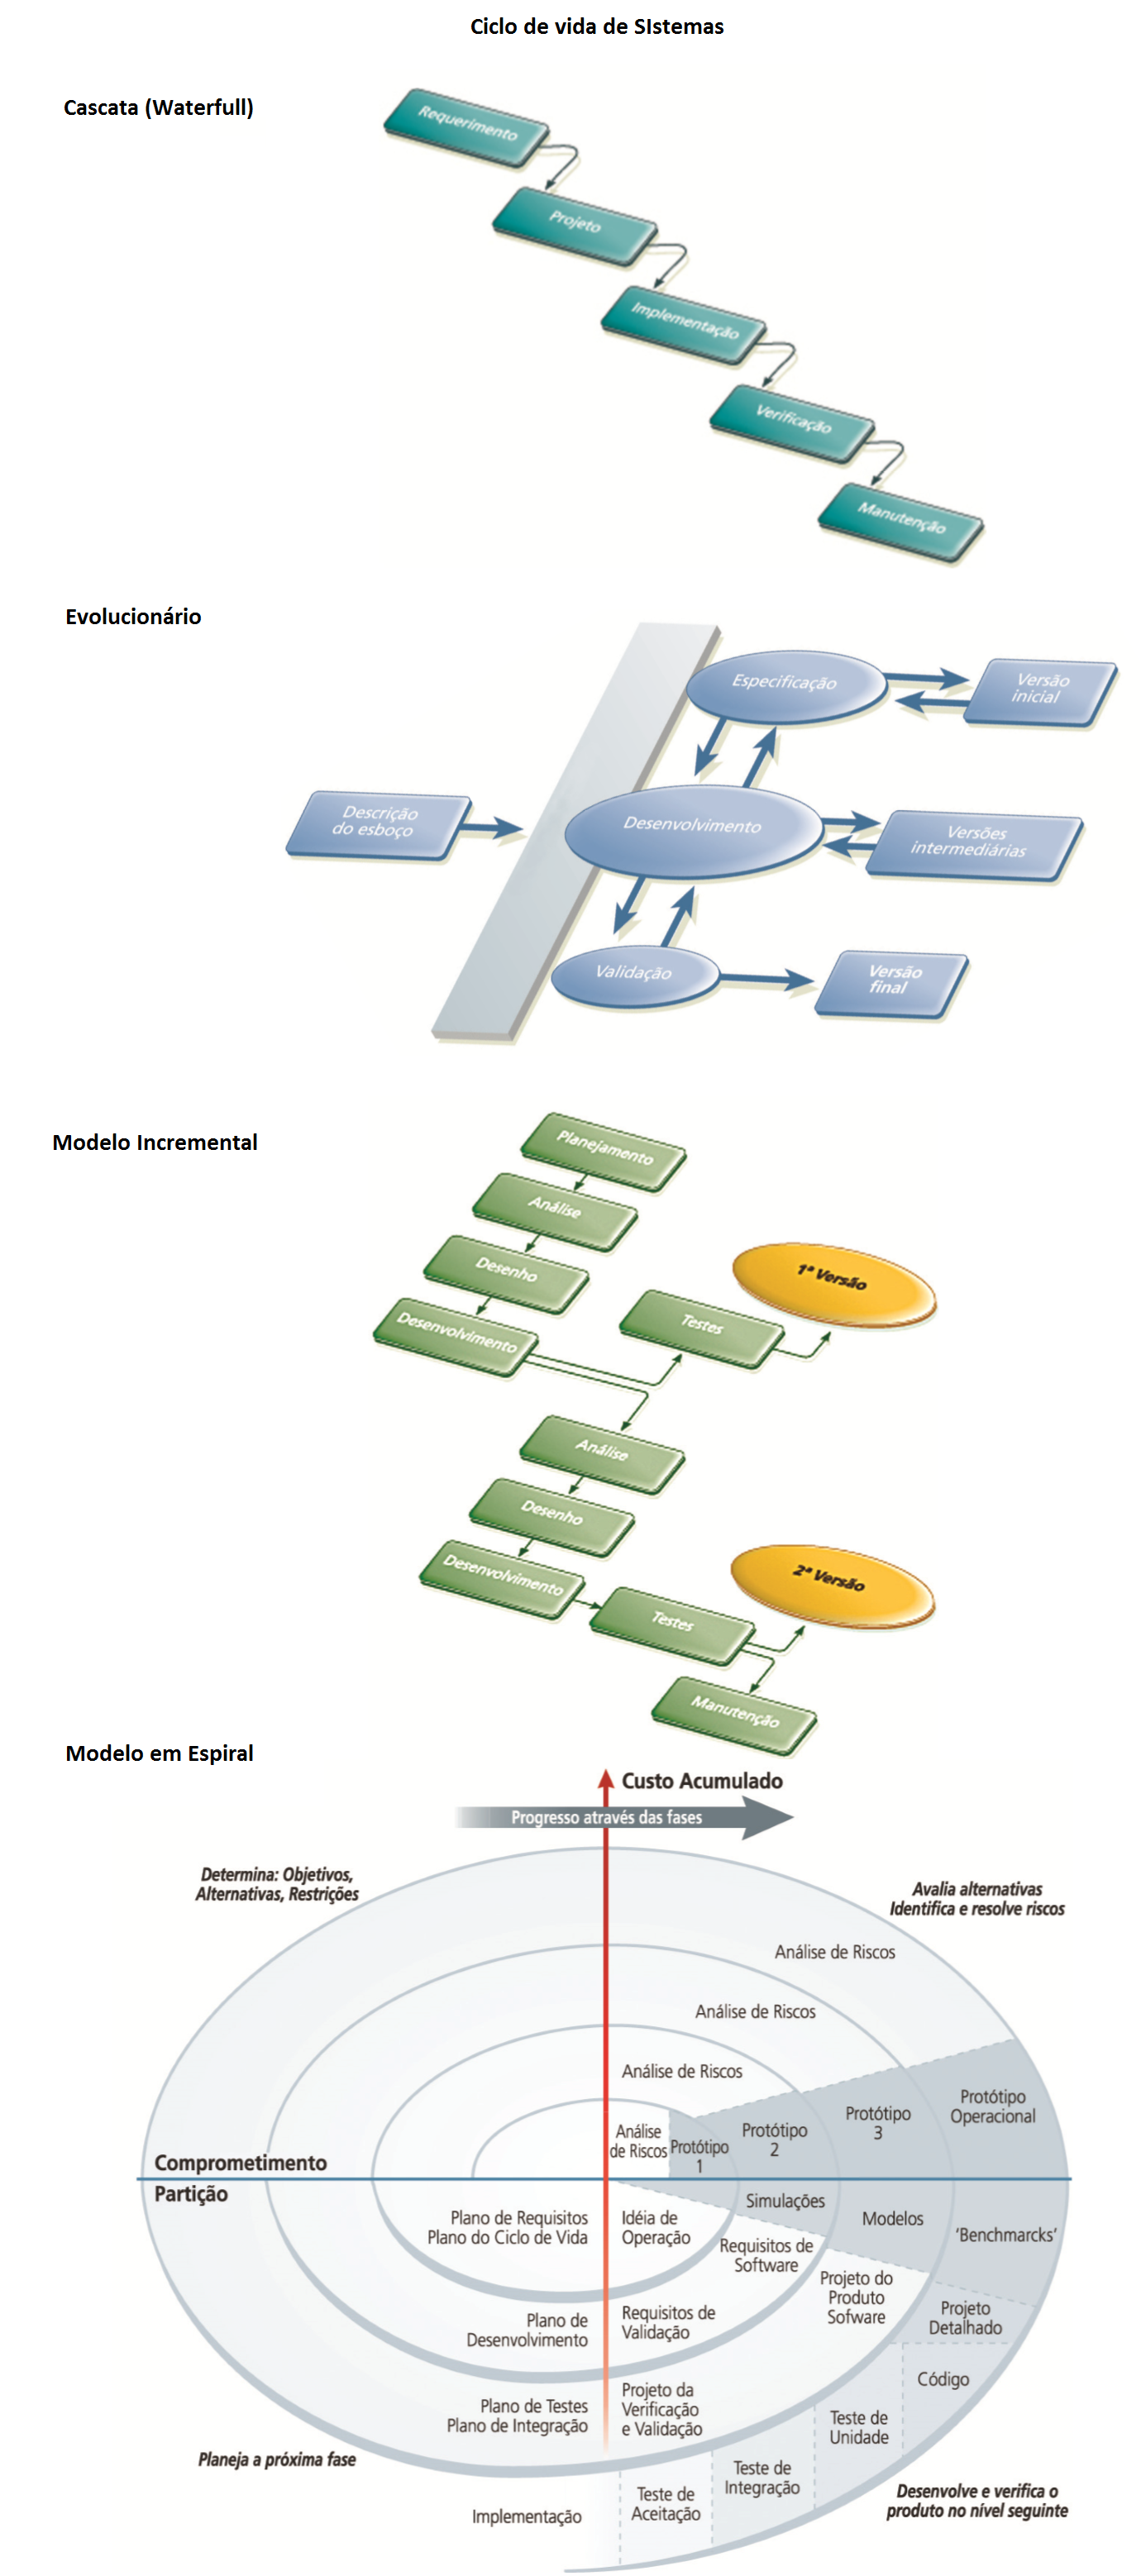 Ciclo de vida de SIstemas
Cascata (Waterfull)
Requerimento
Projeto
Implementação
Verificação
Manutenção
Evolucionário
Especificação
Versão
inicial
Descrição
do esboço
Desenvolvimento
Versões
intermediárias
Validação
Versão
final
Modelo Incremental
Planejamento
Análise
Desenho
Desenvolvimento
Testes
1ª Versão
Análise
Desenho
Desenvolvimento
Testes
2ª Versão
Manutenção
Modelo em Espiral
Custo Acumulado
Progresso através das fases
Determina: Objetivos,
Alternativas, Restrições
Avalia alternativas
Identifica e resolve riscos
Análise de Riscos
Análise de Riscos
Análise de Riscos
Análise
de Riscos
Protótipo
1
Protótipo
2
Protótipo
3
Protótipo
Operacional
Comprometimento
Partição
Plano de Requisitos
Plano do Ciclo de Vida
Idéia de
Operação
Simulações
Modelos
'Benchmarcks'
Requisitos de
Software
Projeto do
Produto
Sofware
Projeto
Detalhado
Plano de
Desenvolvimento
Requisitos de
Validação
Código
Plano de Testes
Plano de Integração
Projeto da
Verificação
e Validação
Teste de
Unidade
Planeja a próxima fase
Teste de
Integração
Teste de
Aceitação
Implementação
Desenvolve e verifica o
produto no nível seguinte